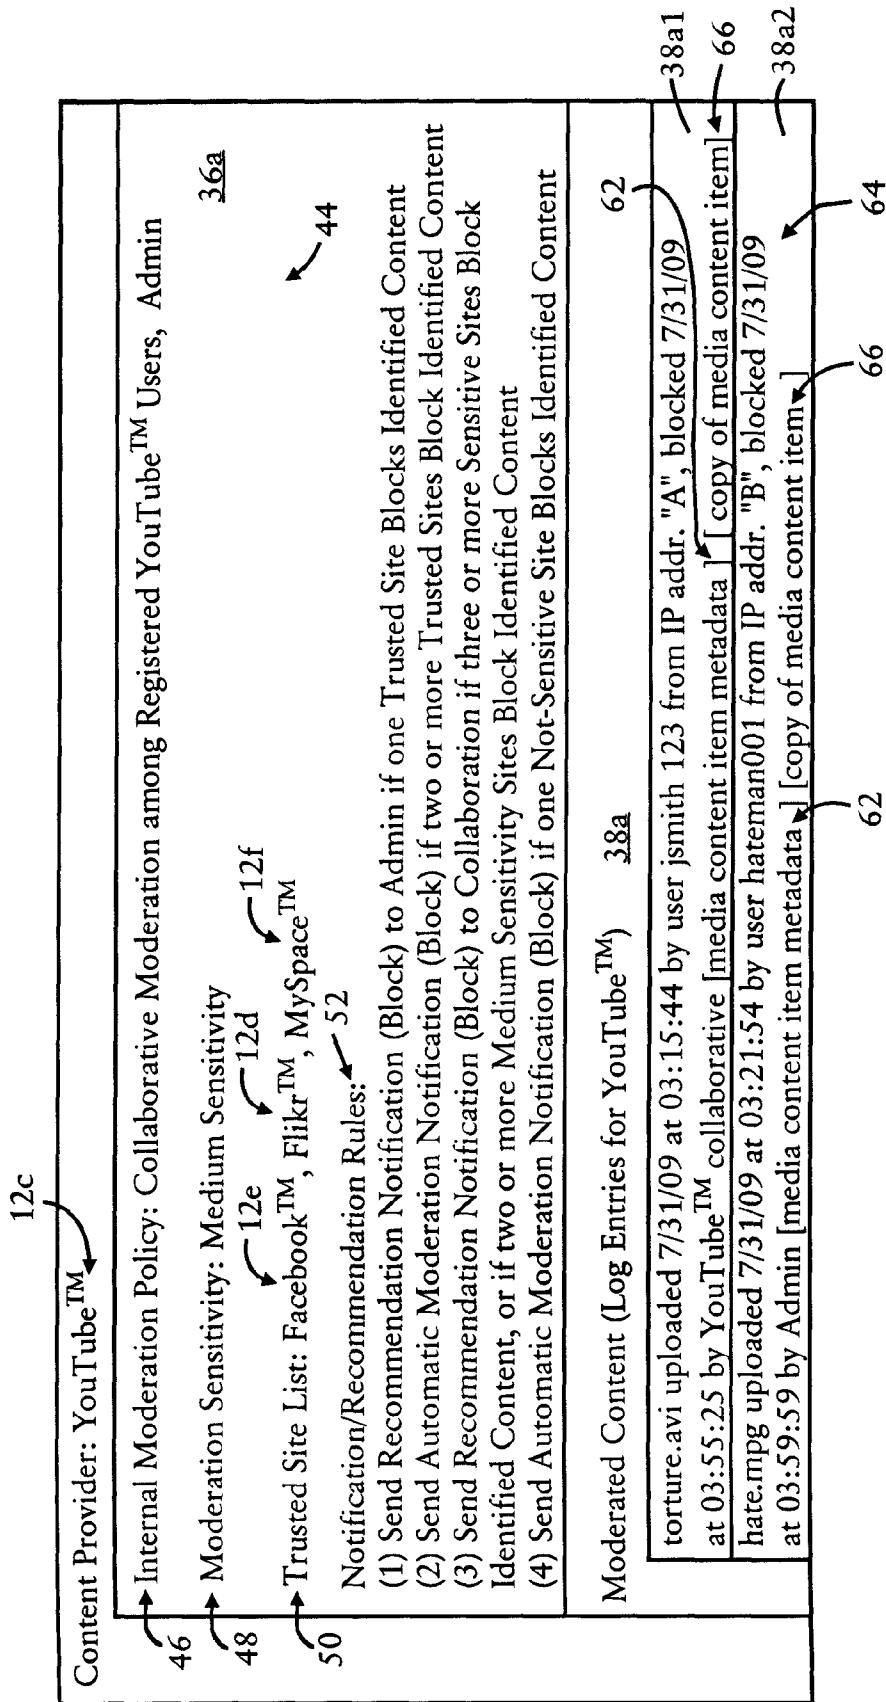 12c
Content Provider: YouTube™
46
Internal Moderation Policy: Collaborative Moderation among Registered YouTube™ Users, Admin
36a
48
Moderation Sensitivity: Medium Sensitivity
44
12e
12d
12f
50
Trusted Site List: Facebook™, Flikr™, MySpace™
52
Notification/Recommendation Rules:
(1) Send Recommendation Notification (Block) to Admin if one Trusted Site Blocks Identified Content
(2) Send Automatic Moderation Notification (Block) if two or more Trusted Sites Block Identified Content
(3) Send Recommendation Notification (Block) to Collaboration if three or more Sensitive Sites Block
Identified Content, or if two or more Medium Sensitivity Sites Block Identified Content
(4) Send Automatic Moderation Notification (Block) if one Not-Sensitive Site Blocks Identified Content
Moderated Content (Log Entries for YouTube™)
38a
62
38a1
torture.avi uploaded 7/31/09 at 03:15:44 by user jsmith 123 from IP addr. "A", blocked 7/31/09
at 03:55:25 by YouTube™ collaborative [media content item metadata ] [ copy of media content item]
66
hate.mpg uploaded 7/31/09 at 03:21:54 by user hateman001 from IP addr. "B", blocked 7/31/09
at 03:59:59 by Admin [media content item metadata ] [copy of media content item ]
38a2
62
66
64